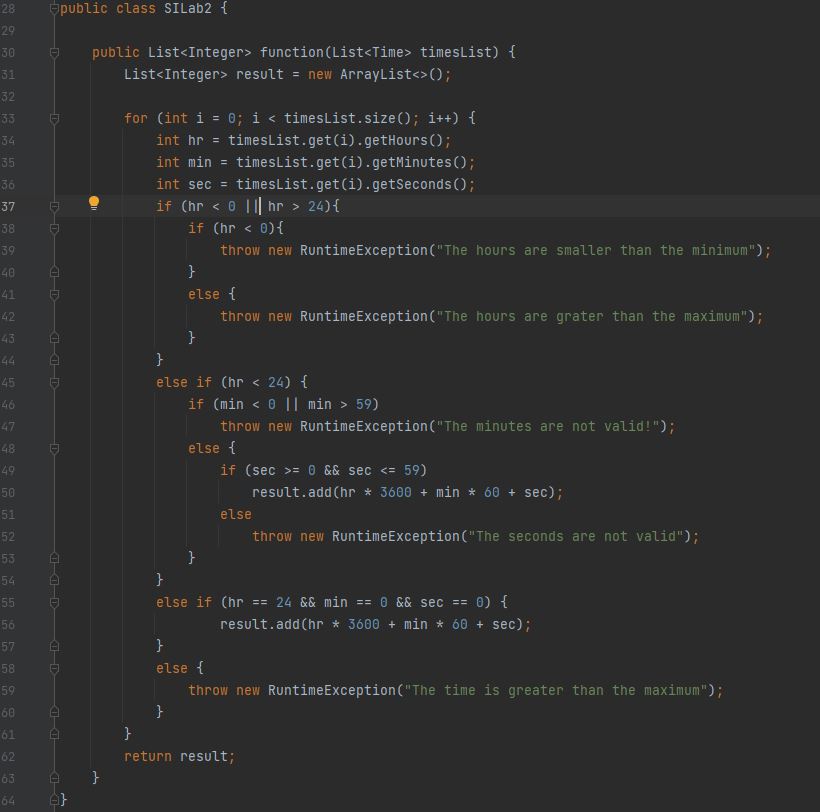 28 public class SILab2 {
29
30     public List<Integer> function(List<Time> timesList) {
31         List<Integer> result = new ArrayList<>();
32
33         for (int i = 0; i < timesList.size(); i++) {
34             int hr = timesList.get(i).getHours();
35             int min = timesList.get(i).getMinutes();
36             int sec = timesList.get(i).getSeconds();
37             if (hr < 0 || hr > 24){
38                 if (hr < 0){
39                     throw new RuntimeException("The hours are smaller than the minimum");
40                 }
41                 else {
42                     throw new RuntimeException("The hours are grater than the maximum");
43                 }
44             }
45             else if (hr < 24) {
46                 if (min < 0 || min > 59)
47                     throw new RuntimeException("The minutes are not valid!");
48                 else {
49                     if (sec >= 0 && sec <= 59)
50                         result.add(hr * 3600 + min * 60 + sec);
51                     else
52                         throw new RuntimeException("The seconds are not valid");
53                 }
54             }
55             else if (hr == 24 && min == 0 && sec == 0) {
56                     result.add(hr * 3600 + min * 60 + sec);
57             }
58             else {
59                 throw new RuntimeException("The time is greater than the maximum");
60             }
61         }
62         return result;
63     }
64 }